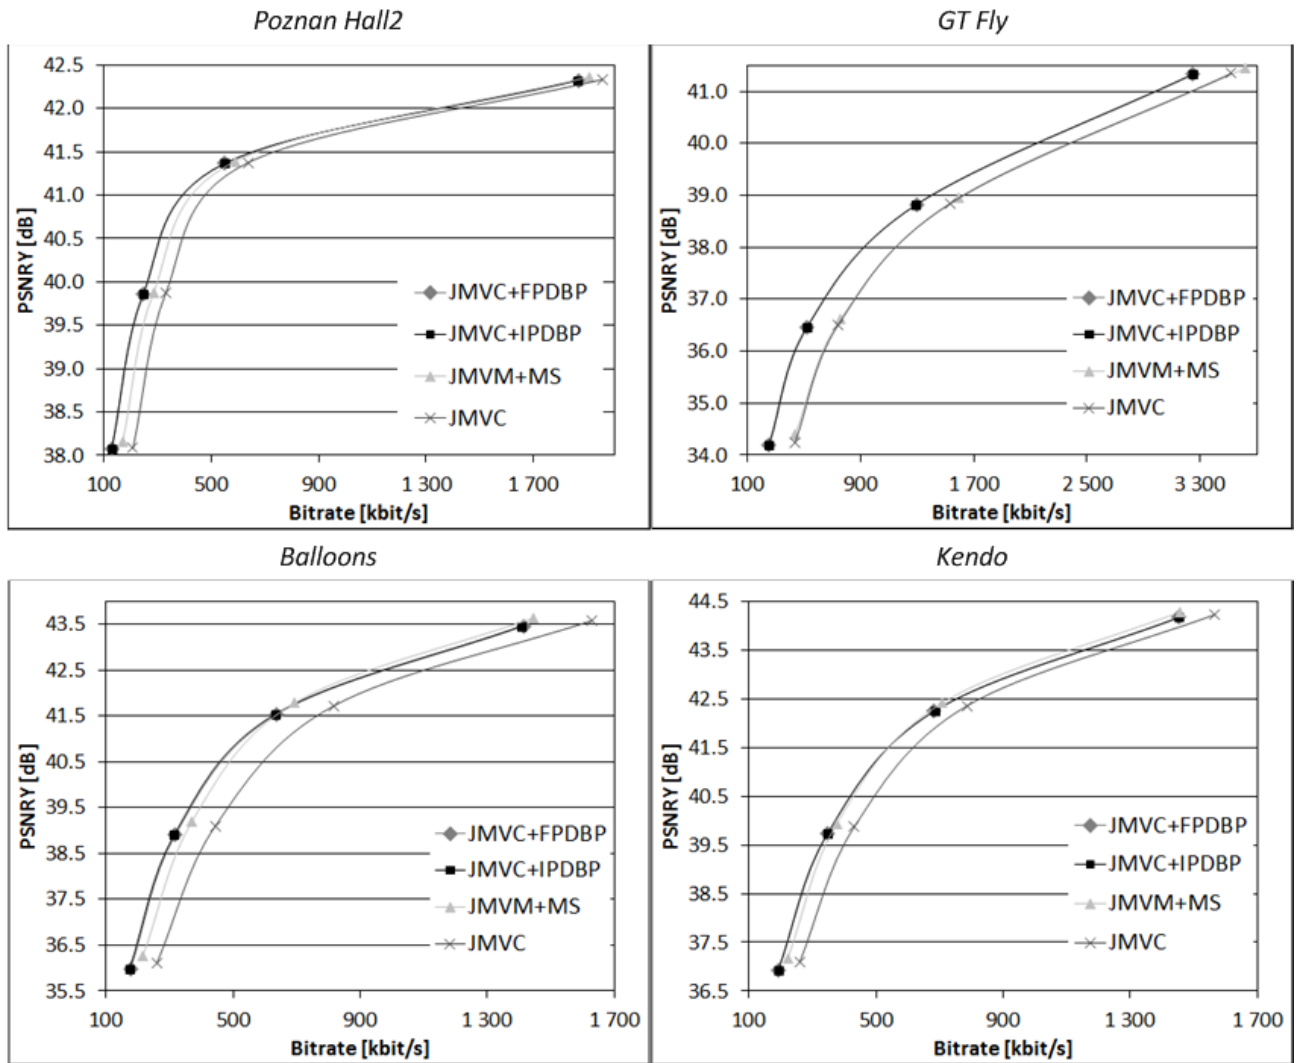 Poznan Hall2
42.5
42.0
41.5
41.0
40.5
40.0
39.5
39.0
38.5
38.0
PSNRY [dB]
JMVC+FPDBP
JMVC+IPDBP
JMVM+MS
JMVC
100 500 900 1 300 1 700
Bitrate [kbit/s]
GT Fly
41.0
40.0
39.0
38.0
37.0
36.0
35.0
34.0
PSNRY [dB]
JMVC+FPDBP
JMVC+IPDBP
JMVM+MS
JMVC
100 900 1 700 2 500 3 300
Bitrate [kbit/s]
Balloons
43.5
42.5
41.5
40.5
39.5
38.5
37.5
36.5
35.5
PSNRY [dB]
JMVC+FPDBP
JMVC+IPDBP
JMVM+MS
JMVC
100 500 900 1 300 1 700
Bitrate [kbit/s]
Kendo
44.5
43.5
42.5
41.5
40.5
39.5
38.5
37.5
36.5
PSNRY [dB]
JMVC+FPDBP
JMVC+IPDBP
JMVM+MS
JMVC
100 500 900 1 300 1 700
Bitrate [kbit/s]